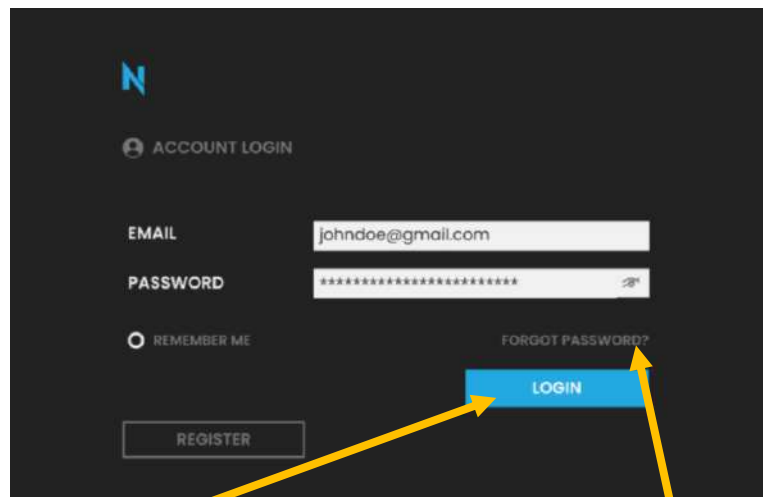 N
ACCOUNT LOGIN
EMAIL johndoe@gmail.com
PASSWORD ************************
REMEMBER ME FORGOT PASSWORD?
LOGIN
REGISTER